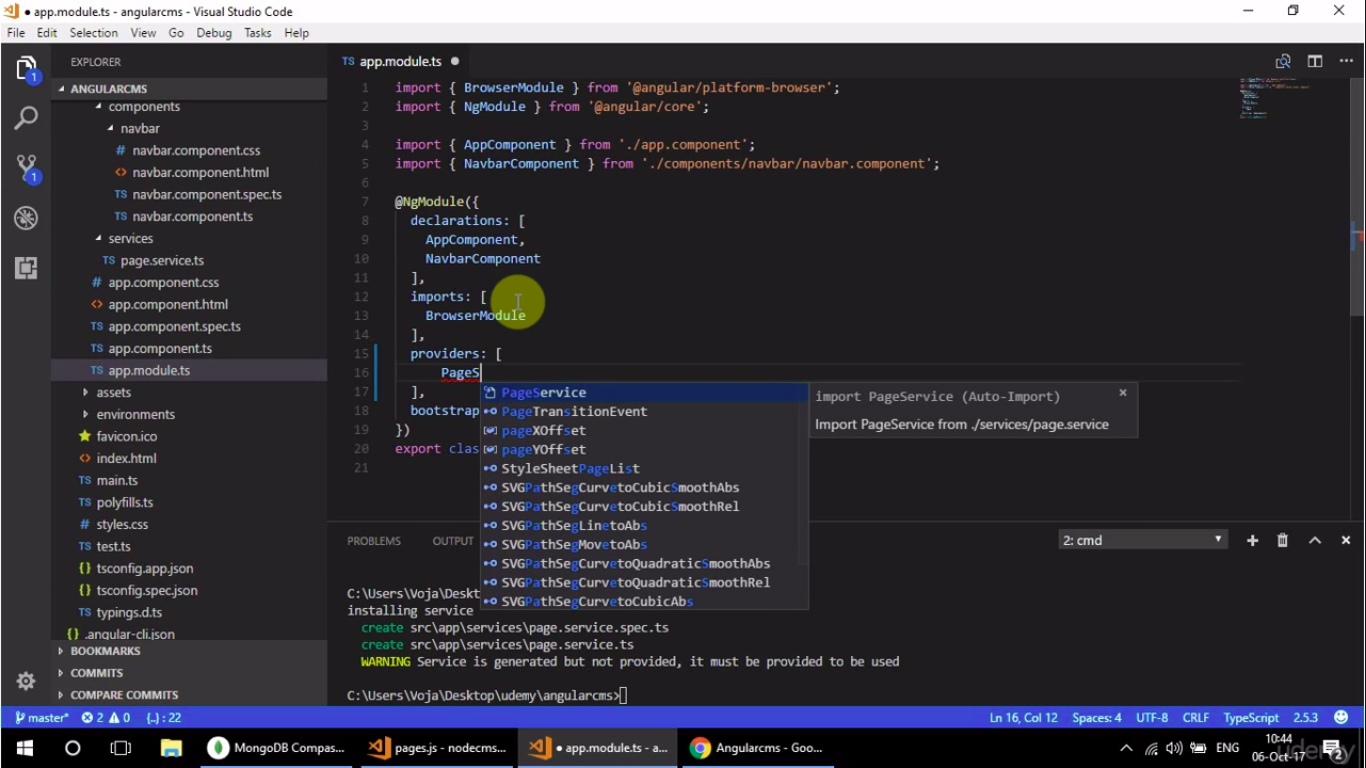 ● app.module.ts - angularcms - Visual Studio Code
File Edit Selection View Go Debug Tasks Help
EXPLORER
TS app.module.ts ●
1
ANGULARCMS
components
navbar
# navbar.component.css
<> navbar.component.html
TS navbar.component.spec.ts
TS navbar.component.ts
services
TS page.service.ts
# app.component.css
<> app.component.html
TS app.component.spec.ts
TS app.component.ts
TS app.module.ts
assets
environments
favicon.ico
<> index.html
TS main.ts
TS polyfills.ts
# styles.css
TS test.ts
{} tsconfig.app.json
{} tsconfig.spec.json
TS typings.d.ts
{} .angular-cli.json
BOOKMARKS
COMMITS
COMPARE COMMITS
1
1 import { BrowserModule } from '@angular/platform-browser';
2 import { NgModule } from '@angular/core';
3
4 import { AppComponent } from './app.component';
5 import { NavbarComponent } from './components/navbar/navbar.component';
6
7 @NgModule({
8 declarations: [
9 AppComponent,
10 NavbarComponent
11 ],
12 imports: [
13 BrowserModule
14 ],
15 providers: [
16 PageS
17 ],
18 bootstrap
19 })
20 export clas
21
PageService
PageTransitionEvent
pageXOffset
pageYOffset
StyleSheetPageList
SVGPathSegCurvetoCubicSmoothAbs
SVGPathSegCurvetoCubicSmoothRel
SVGPathSegLinetoAbs
SVGPathSegMovetoAbs
SVGPathSegCurvetoQuadraticSmoothAbs
SVGPathSegCurvetoQuadraticSmoothRel
SVGPathSegCurvetoCubicAbs
import PageService (Auto-Import)
Import PageService from ./services/page.service
PROBLEMS OUTPUT
2: cmd
C:\Users\Voja\Deskt
installing service
create src\app\services\page.service.spec.ts
create src\app\services\page.service.ts
WARNING Service is generated but not provided, it must be provided to be used
C:\Users\Voja\Desktop\udemy\angularcms>
master* 2 0 {..} : 22
Ln 16, Col 12 Spaces: 4 UTF-8 CRLF TypeScript 2.5.3
MongoDB Compas...
pages.js - nodecms...
● app.module.ts - a...
Angularcms - Goo...
ENG
10:44
06-Oct-17
2
udemy